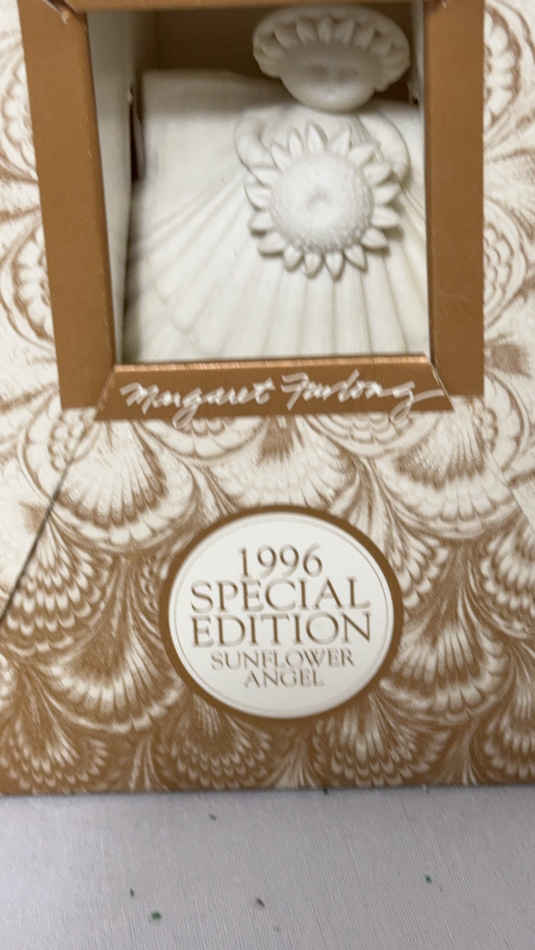 Margaret Furlong
1996
SPECIAL
EDITION
SUNFLOWER
ANGEL